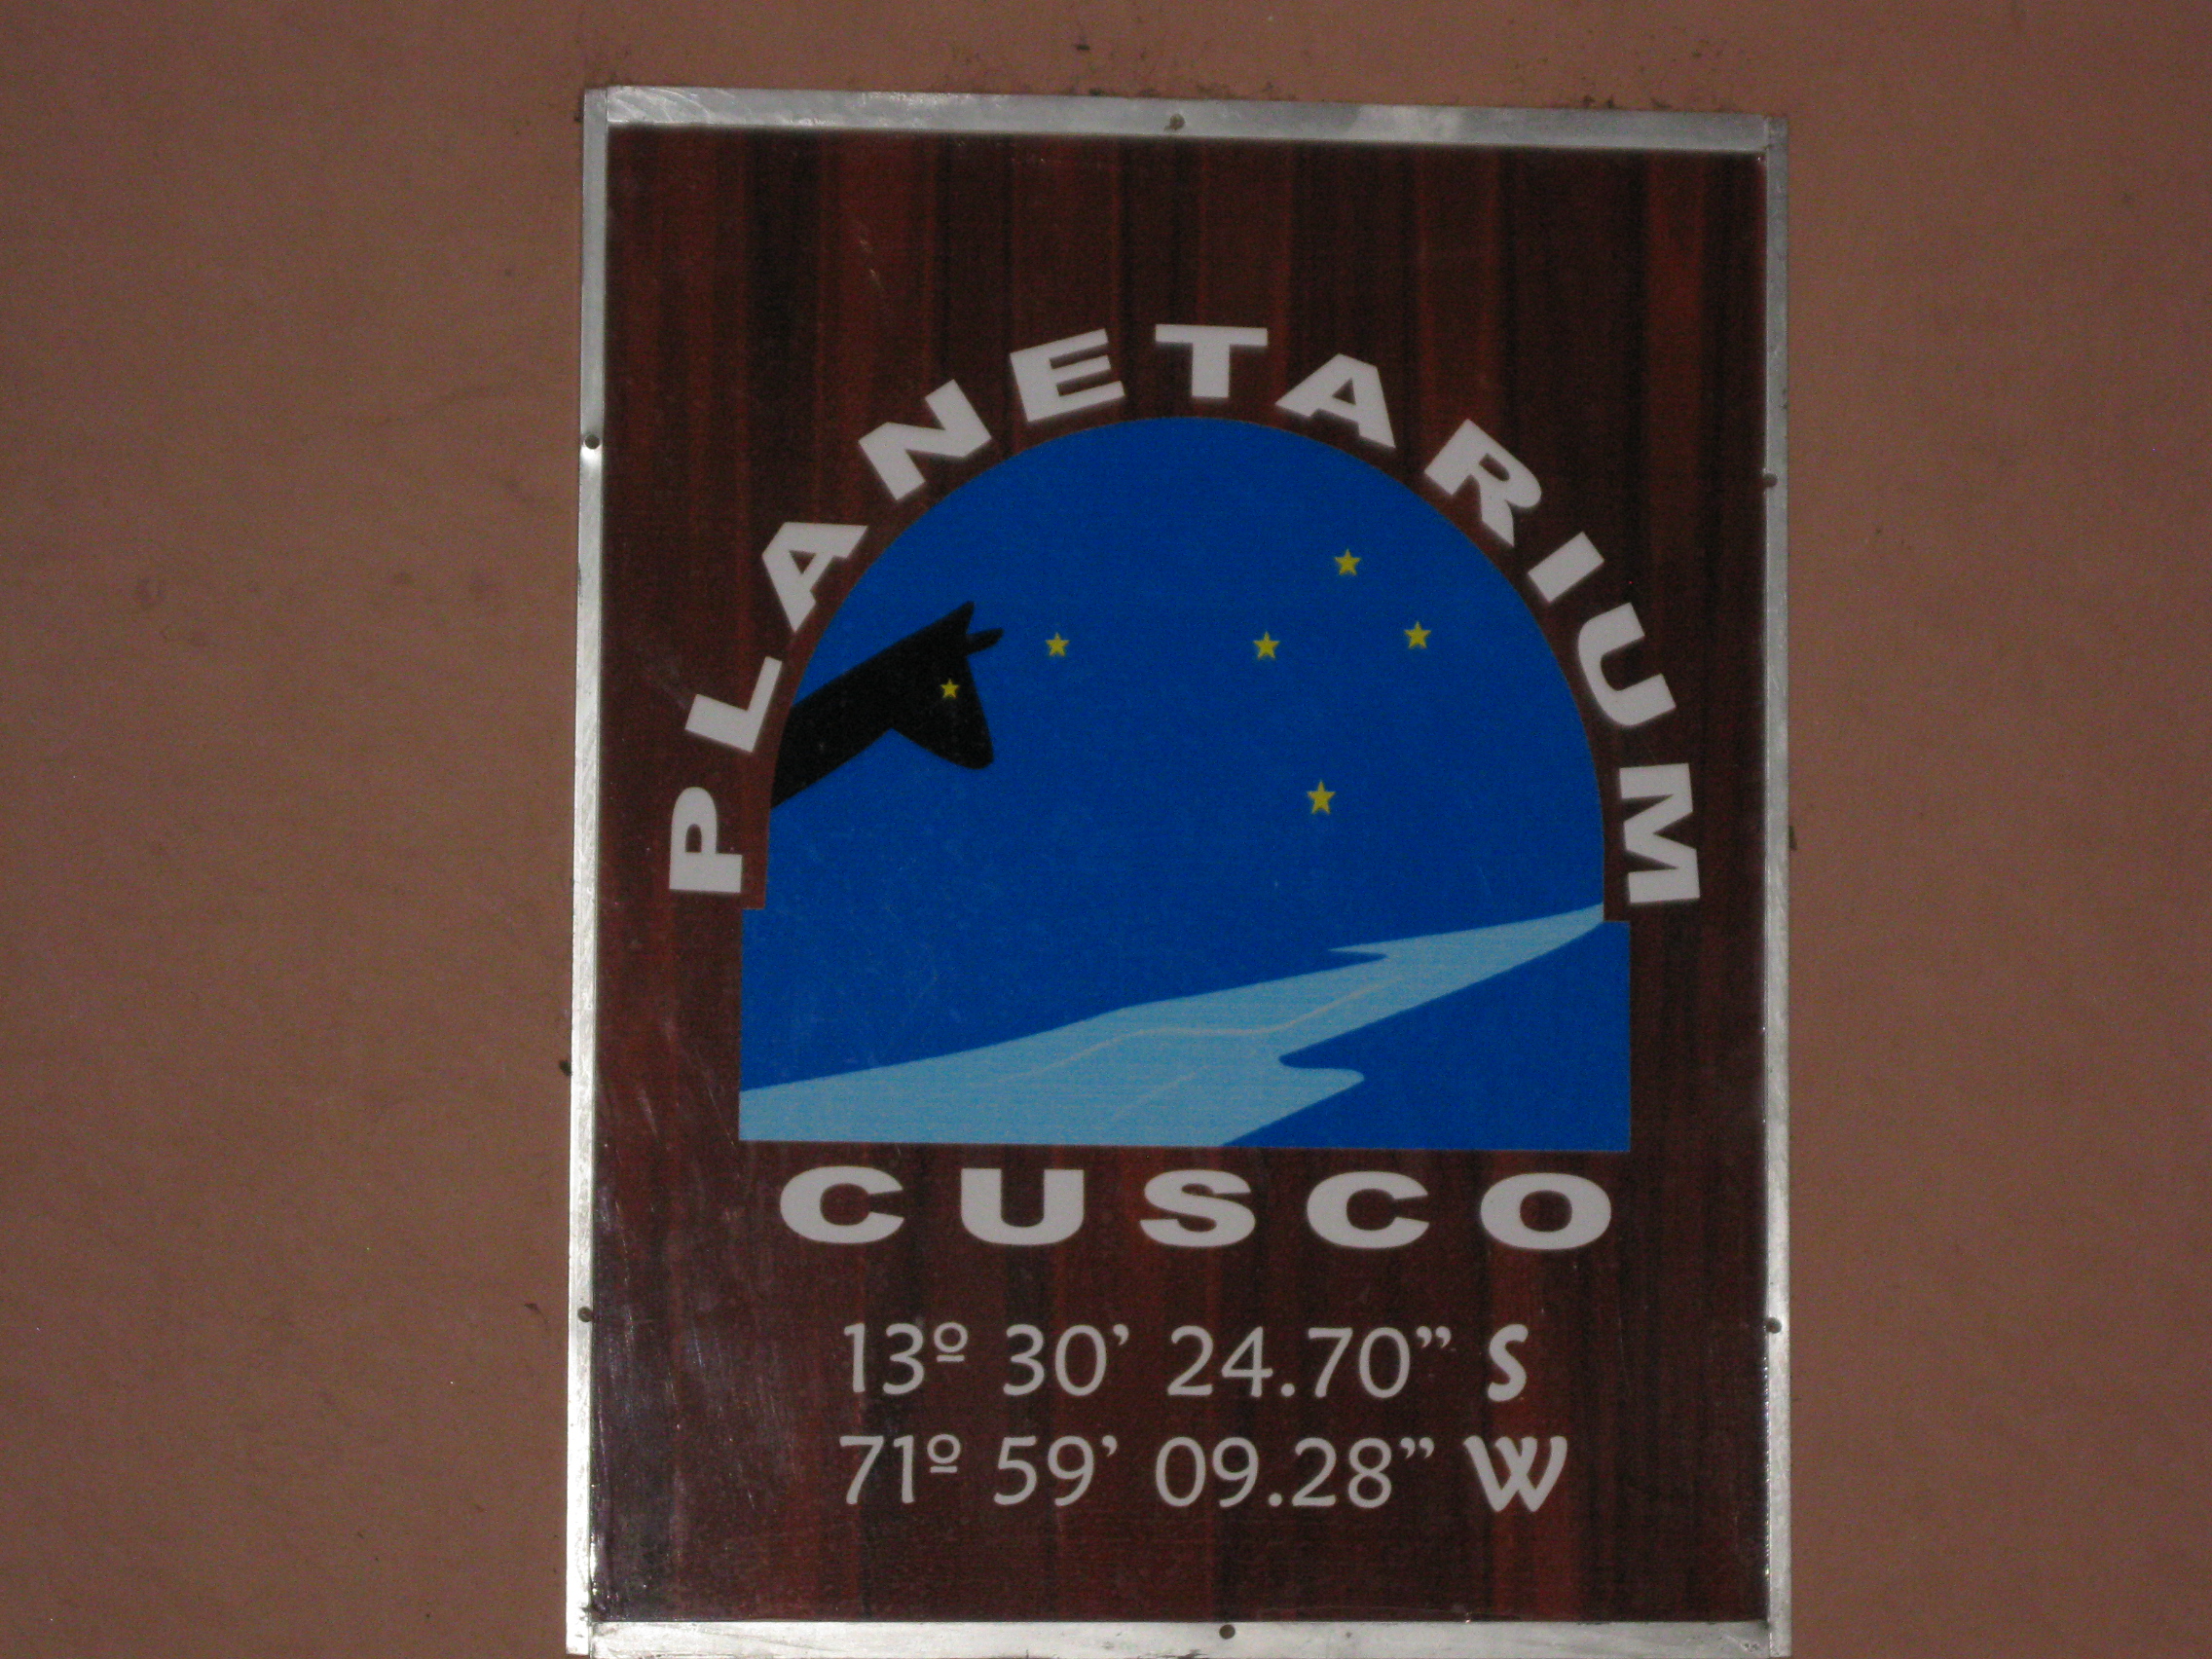 PLANETARIUM
CUSCO
13º 30’ 24.70” S
71º 59’ 09.28” W